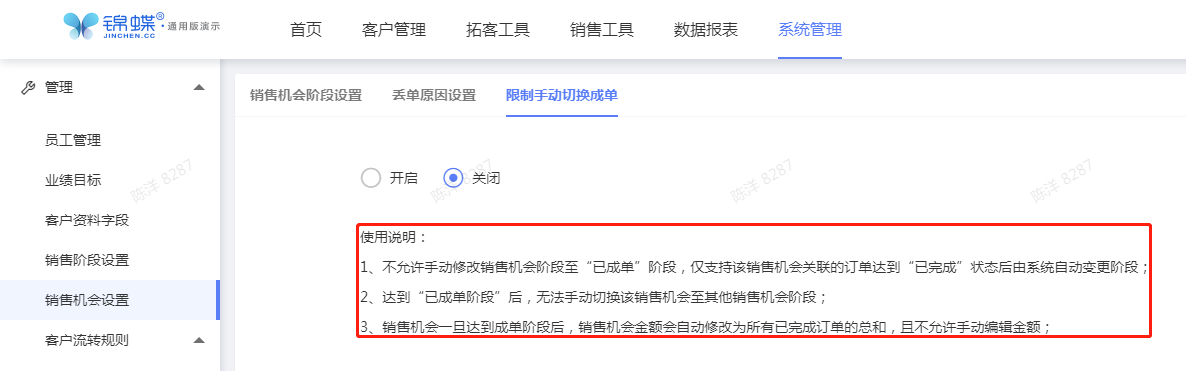 锦蝶®·通用版演示
JINCHEN.CC
首页 客户管理 拓客工具 销售工具 数据报表 系统管理
管理
员工管理
业绩目标
客户资料字段
销售阶段设置
销售机会设置
客户流转规则
销售机会阶段设置 丢单原因设置 限制手动切换成单
开启 关闭
使用说明：
1、不允许手动修改销售机会阶段至“已成单”阶段，仅支持该销售机会关联的订单达到“已完成”状态后由系统自动变更阶段；
2、达到“已成单阶段”后，无法手动切换该销售机会至其他销售机会阶段；
3、销售机会一旦达到成单阶段后，销售机会金额会自动修改为所有已完成订单的总和，且不允许手动编辑金额；
陈洋 8287
陈洋 8287
陈洋 8287
陈洋 8287